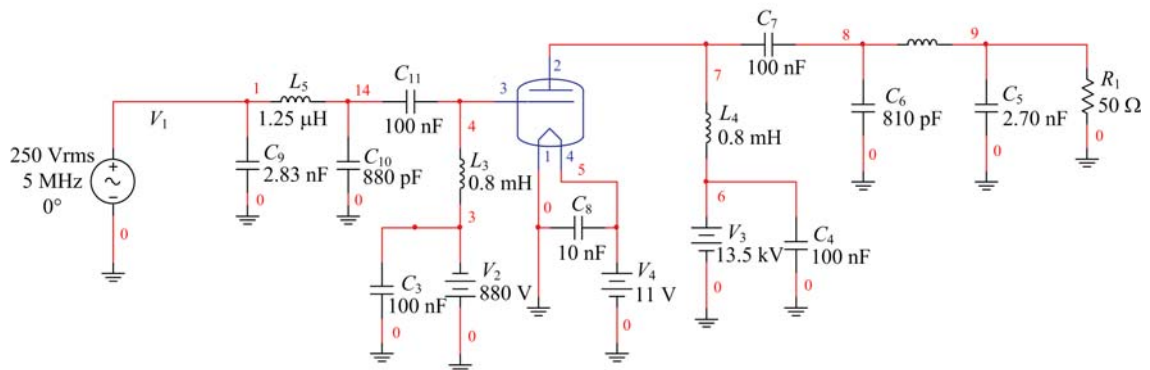 C7
8
9
100 nF
2
7
C6
810 pF
0
C5
2.70 nF
0
R1
50 Ω
0
L4
0.8 mH
6
V3
13.5 kV
0
C4
100 nF
0
1
L5
14
C11
3
V1
1.25 μH
100 nF
4
250 Vrms
5 MHz
0°
0
C9
2.83 nF
0
C10
880 pF
0
L3
0.8 mH
3
1
4
5
0
C8
10 nF
C3
100 nF
0
V2
880 V
0
0
V4
11 V
0